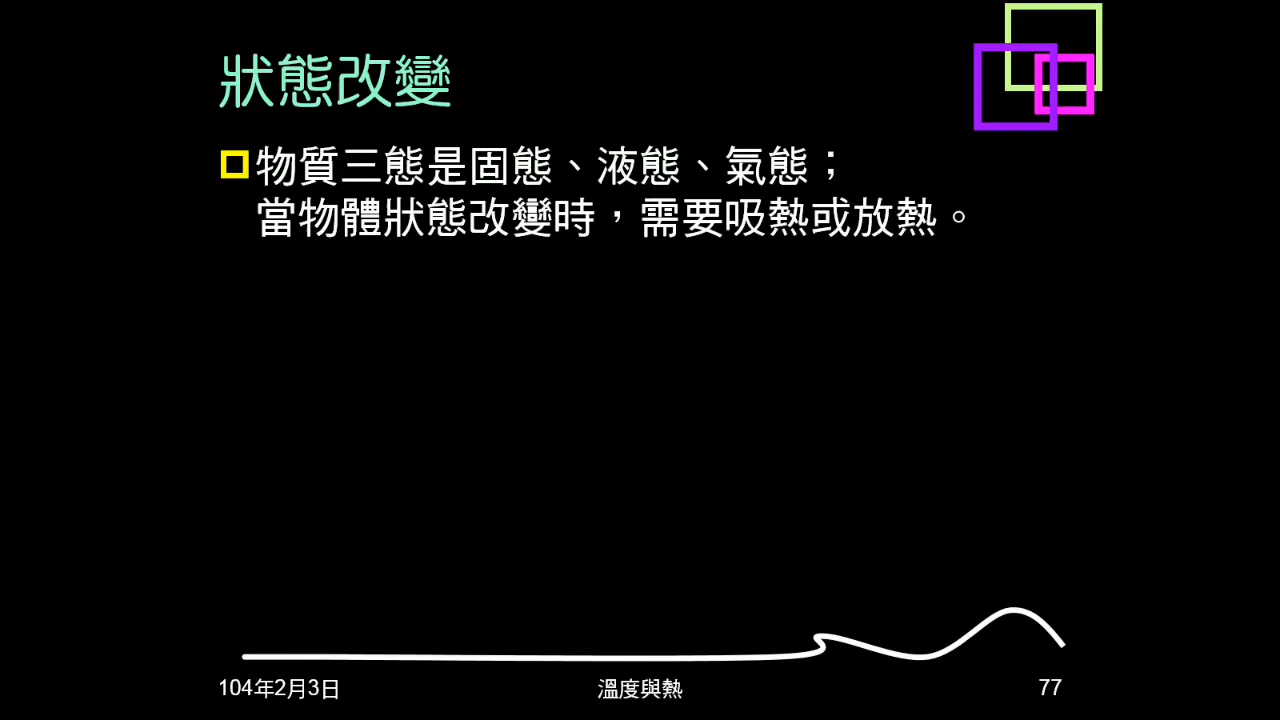 狀態改變
物質三態是固態、液態、氣態；
當物體狀態改變時，需要吸熱或放熱。
104年2月3日
溫度與熱
77